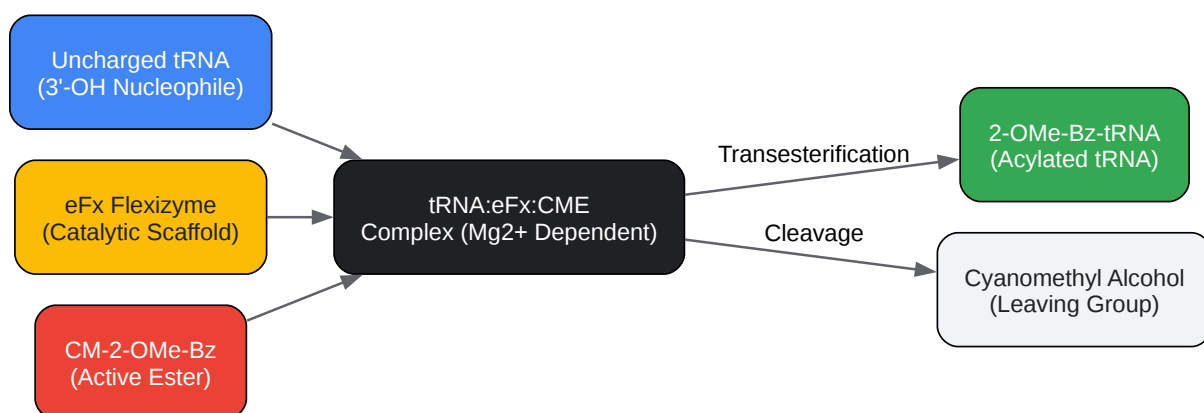 Uncharged tRNA
(3'-OH Nucleophile)
eFx Flexizyme
(Catalytic Scaffold)
CM-2-OMe-Bz
(Active Ester)
tRNA:eFx:CME
Complex (Mg2+ Dependent)
Transesterification
Cleavage
2-OMe-Bz-tRNA
(Acylated tRNA)
Cyanomethyl Alcohol
(Leaving Group)